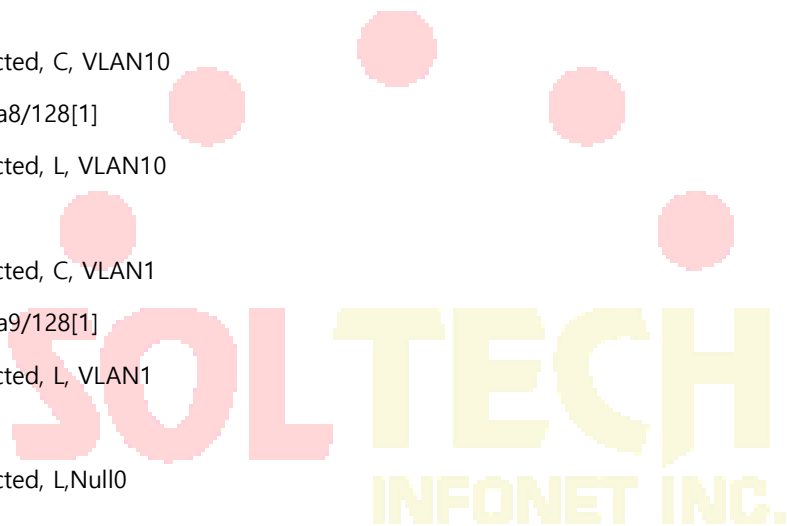 cted, C, VLAN10
a8/128[1]
cted, L, VLAN10
cted, C, VLAN1
a9/128[1]
cted, L, VLAN1
cted, L,Null0
SOLTECH
INFONET INC.